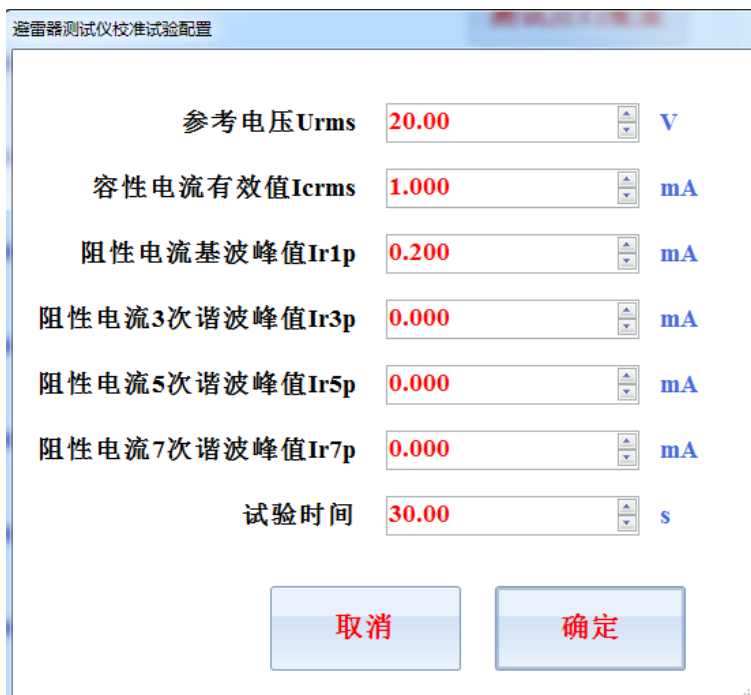 避雷器测试仪校准试验配置
参考电压Urms 20.00 V
容性电流有效值Icrms 1.000 mA
阻性电流基波峰值Ir1p 0.200 mA
阻性电流3次谐波峰值Ir3p 0.000 mA
阻性电流5次谐波峰值Ir5p 0.000 mA
阻性电流7次谐波峰值Ir7p 0.000 mA
试验时间 30.00 s
取消 确定